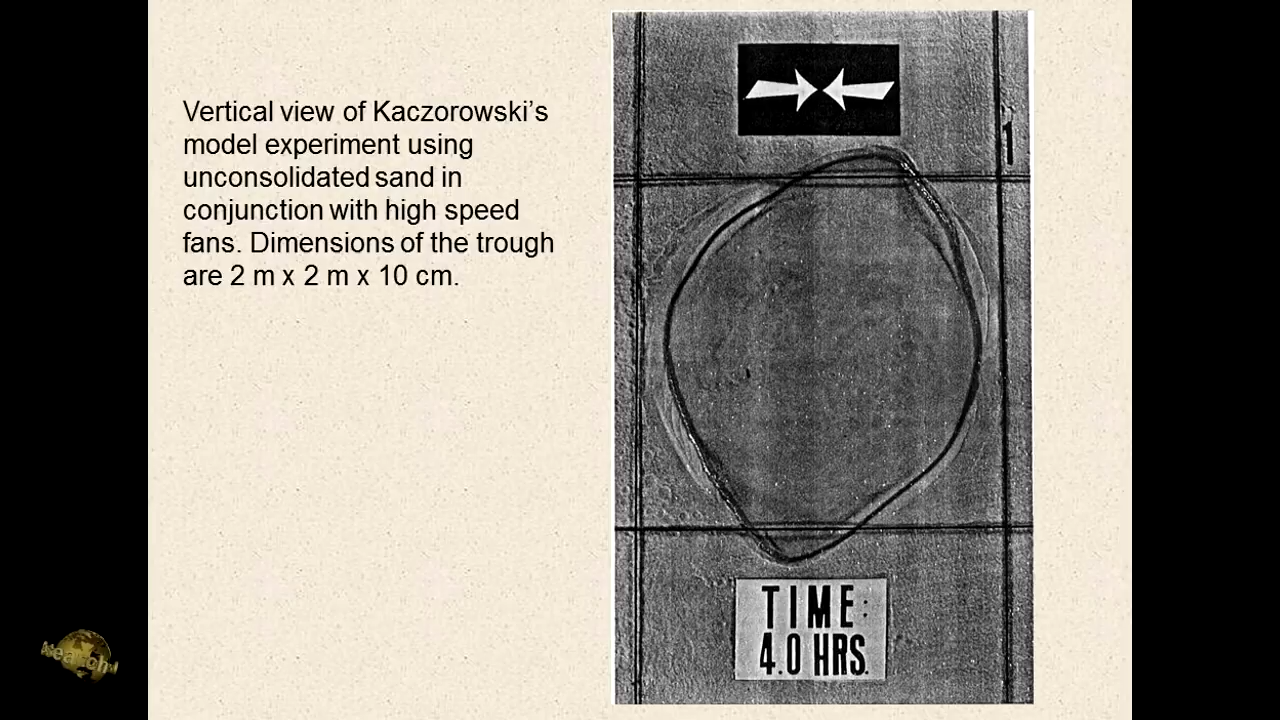 Vertical view of Kaczorowski’s
model experiment using
unconsolidated sand in
conjunction with high speed
fans. Dimensions of the trough
are 2 m x 2 m x 10 cm.
1
TIME:
4.0 HRS.